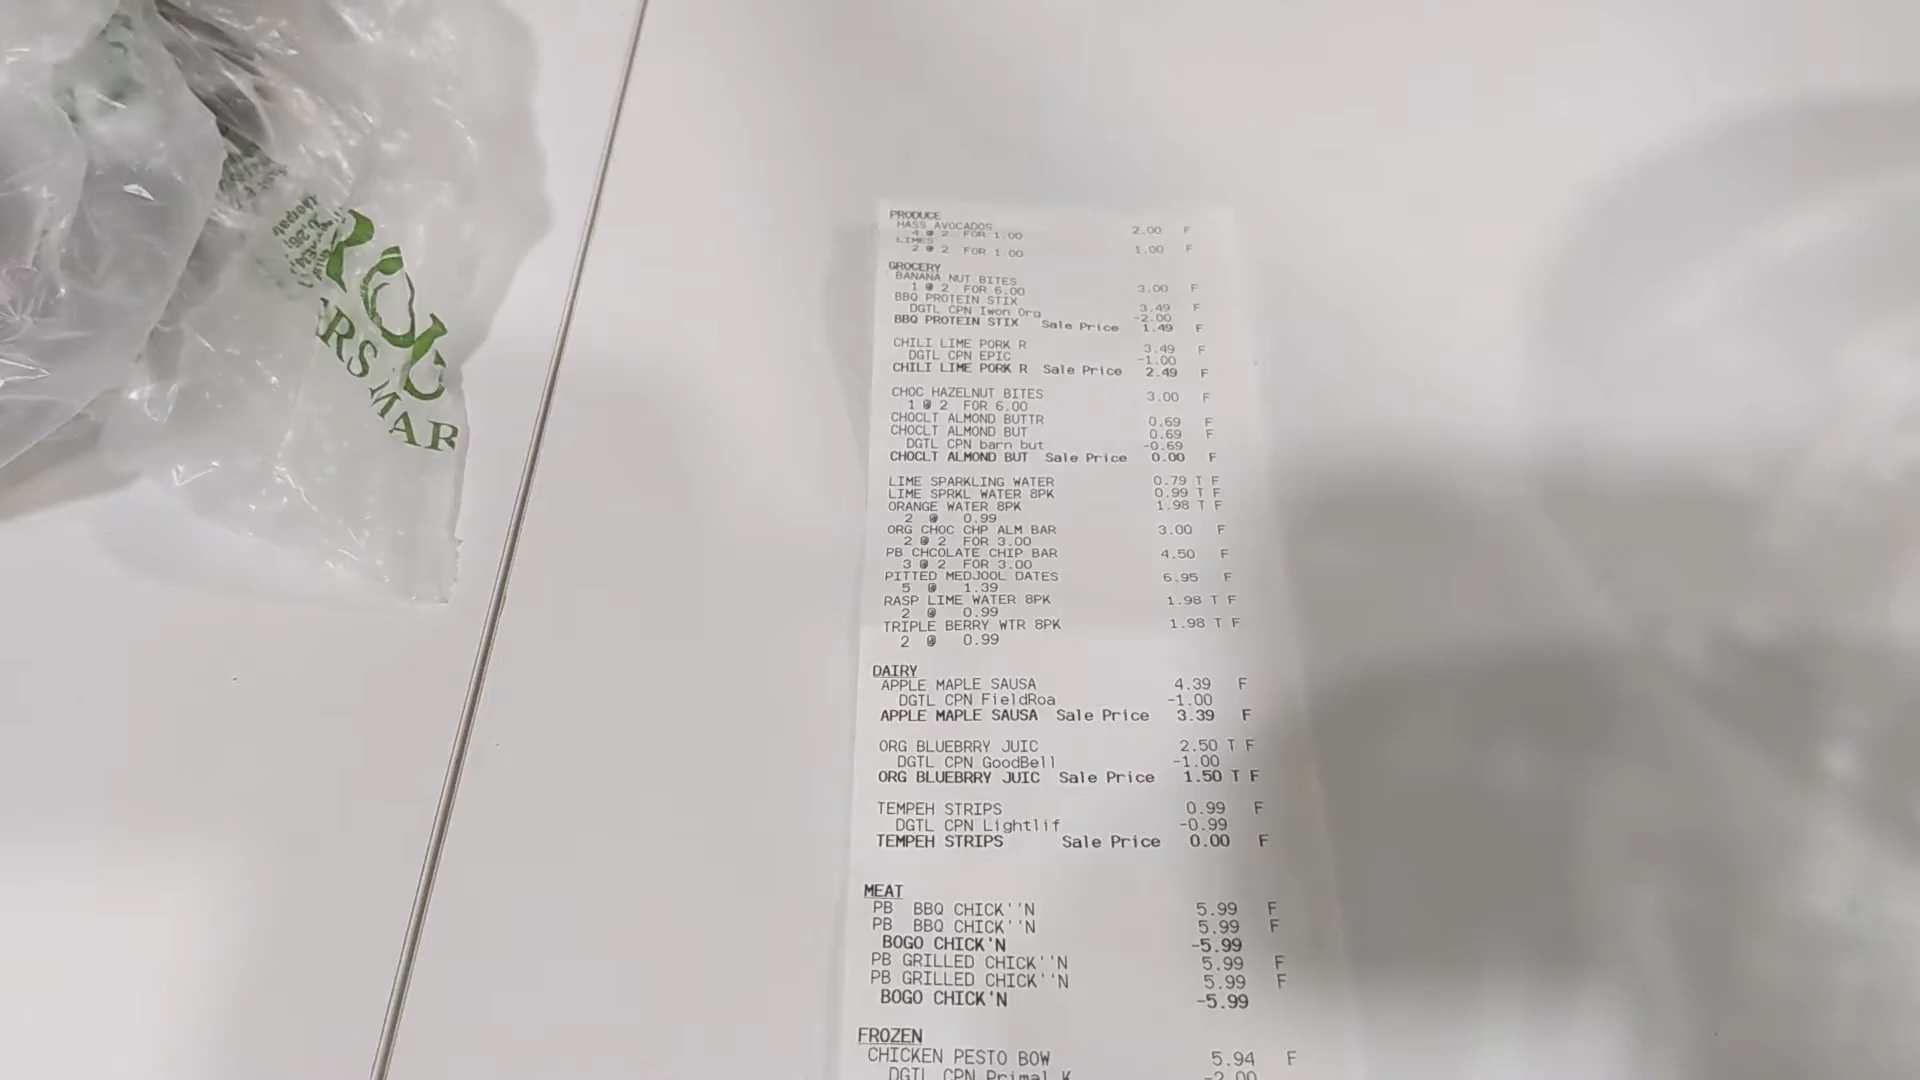 ROU
RS MAR
PRODUCE
HASS AVOCADOS 2.00 F
4 @ 2 FOR 1.00
LIMES 1.00 F
2 @ 2 FOR 1.00
GROCERY
BANANA NUT BITES
1 @ 2 FOR 6.00 3.00 F
BBQ PROTEIN STIX 3.49 F
DGTL CPN Iwon Org -2.00
BBQ PROTEIN STIX Sale Price 1.49 F
CHILI LIME PORK R 3.49 F
DGTL CPN EPIC -1.00
CHILI LIME PORK R Sale Price 2.49 F
CHOC HAZELNUT BITES 3.00 F
1 @ 2 FOR 6.00
CHOCLT ALMOND BUTTR 0.69 F
CHOCLT ALMOND BUT 0.69 F
DGTL CPN barn but -0.69
CHOCLT ALMOND BUT Sale Price 0.00 F
LIME SPARKLING WATER 0.79 T F
LIME SPRKL WATER 8PK 0.99 T F
ORANGE WATER 8PK 1.98 T F
2 @ 0.99
ORG CHOC CHP ALM BAR 3.00 F
2 @ 2 FOR 3.00
PB CHCOLATE CHIP BAR 4.50 F
3 @ 2 FOR 3.00
PITTED MEDJOOL DATES 6.95 F
5 @ 1.39
RASP LIME WATER 8PK 1.98 T F
2 @ 0.99
TRIPLE BERRY WTR 8PK 1.98 T F
2 @ 0.99
DAIRY
APPLE MAPLE SAUSA 4.39 F
DGTL CPN FieldRoa -1.00
APPLE MAPLE SAUSA Sale Price 3.39 F
ORG BLUEBRRY JUIC 2.50 T F
DGTL CPN GoodBell -1.00
ORG BLUEBRRY JUIC Sale Price 1.50 T F
TEMPEH STRIPS 0.99 F
DGTL CPN Lightlif -0.99
TEMPEH STRIPS Sale Price 0.00 F
MEAT
PB BBQ CHICK''N 5.99 F
PB BBQ CHICK''N 5.99 F
BOGO CHICK'N -5.99
PB GRILLED CHICK''N 5.99 F
PB GRILLED CHICK''N 5.99 F
BOGO CHICK'N -5.99
FROZEN
CHICKEN PESTO BOW 5.94 F
DGTL CPN Primal K -2.00